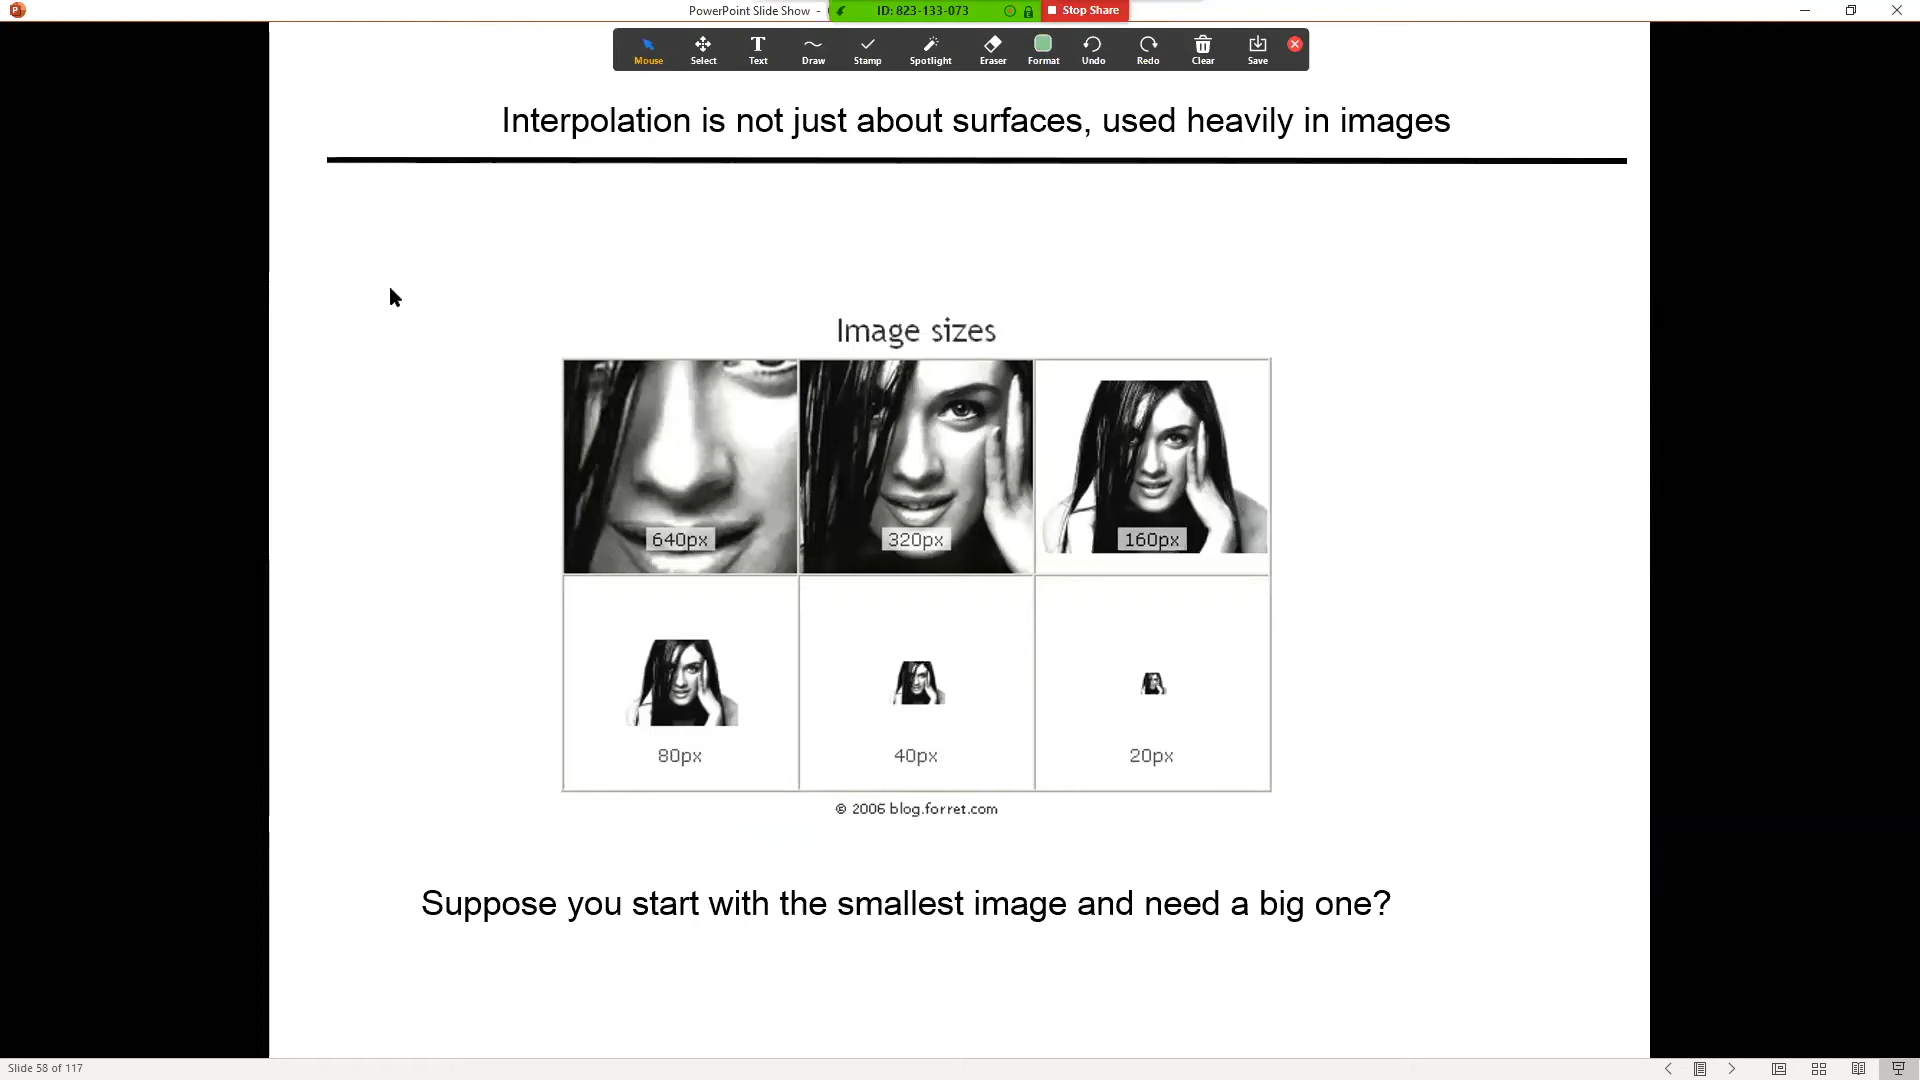 PowerPoint Slide Show -
ID: 823-133-073
Stop Share
Mouse
Select
Text
Draw
Stamp
Spotlight
Eraser
Format
Undo
Redo
Clear
Save
Interpolation is not just about surfaces, used heavily in images
Image sizes
640px
320px
160px
80px
40px
20px
© 2006 blog.forret.com
Suppose you start with the smallest image and need a big one?
Slide 58 of 117